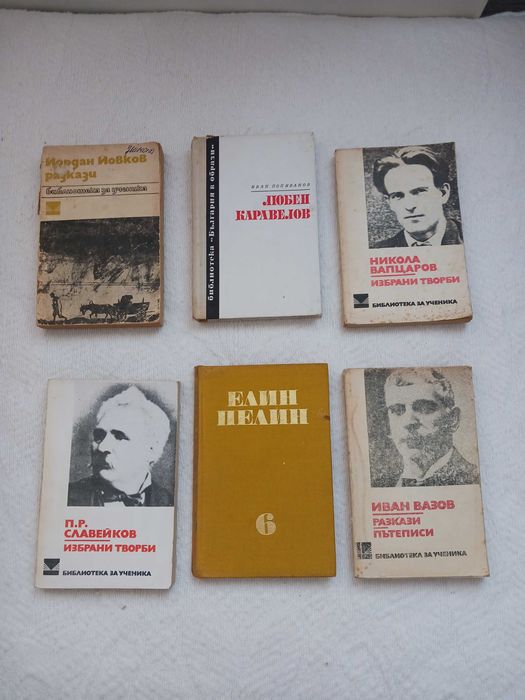 Йордан Йовков
разкази
библиотека за ученика
библиотека «България в образи»
ИВАН ПОПИВАНОВ
ЛЮБЕН
КАРАВЕЛОВ
НИКОЛА
ВАПЦАРОВ
ИЗБРАНИ ТВОРБИ
БИБЛИОТЕКА ЗА УЧЕНИКА
П.Р.
СЛАВЕЙКОВ
ИЗБРАНИ ТВОРБИ
БИБЛИОТЕКА ЗА УЧЕНИКА
ЕЛИН
ПЕЛИН
6
ИВАН ВАЗОВ
РАЗКАЗИ
ПЪТЕПИСИ
БИБЛИОТЕКА ЗА УЧЕНИКА